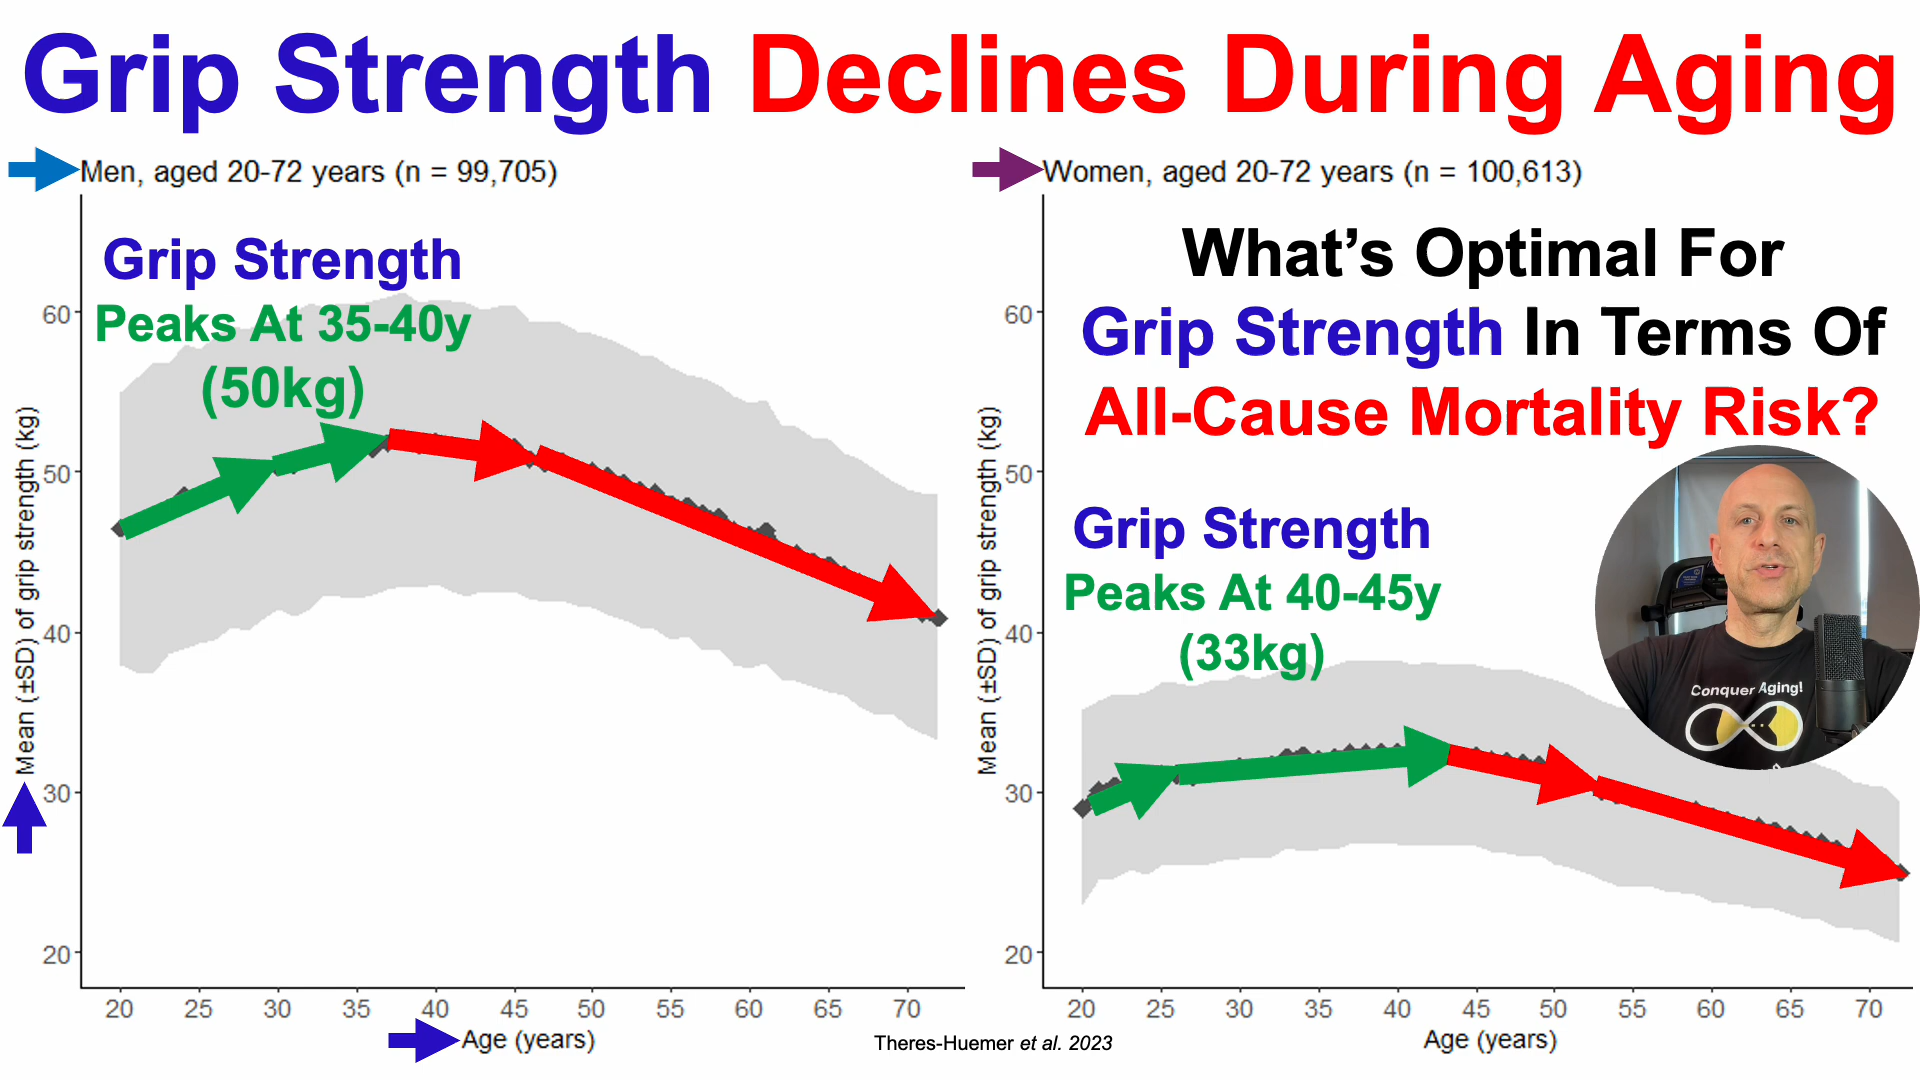 Grip Strength Declines During Aging
Men, aged 20-72 years (n = 99,705)
Grip Strength
Peaks At 35-40y
(50kg)
Mean (±SD) of grip strength (kg)
60
50
40
30
20
20 25 30 35 40 45 50 55 60 65 70
Age (years)
Women, aged 20-72 years (n = 100,613)
What's Optimal For
Grip Strength In Terms Of
All-Cause Mortality Risk?
Grip Strength
Peaks At 40-45y
(33kg)
Mean (±SD) of grip strength (kg)
60
50
40
30
20
20 25 30 35 40 45 50 55 60 65 70
Age (years)
Conquer Aging!
Theres-Huemer et al. 2023